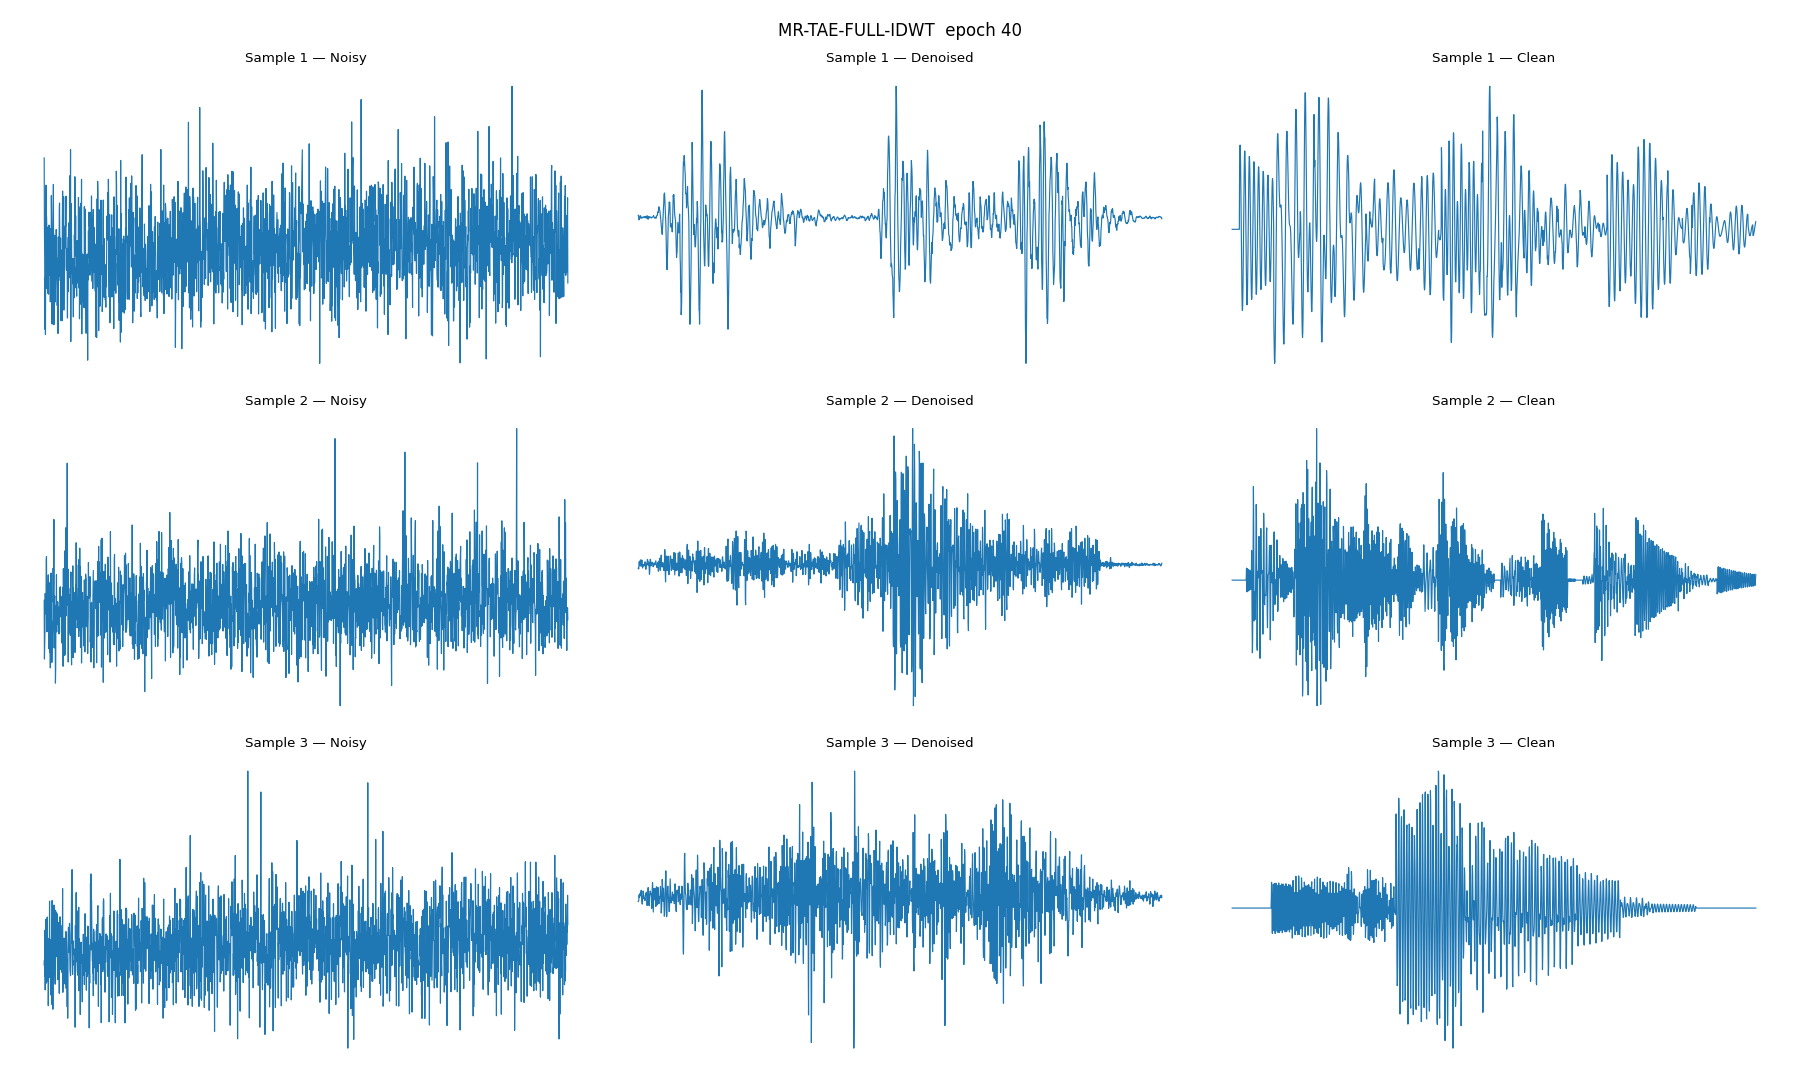 MR-TAE-FULL-IDWT  epoch 40
Sample 1 — Noisy
Sample 1 — Denoised
Sample 1 — Clean
Sample 2 — Noisy
Sample 2 — Denoised
Sample 2 — Clean
Sample 3 — Noisy
Sample 3 — Denoised
Sample 3 — Clean